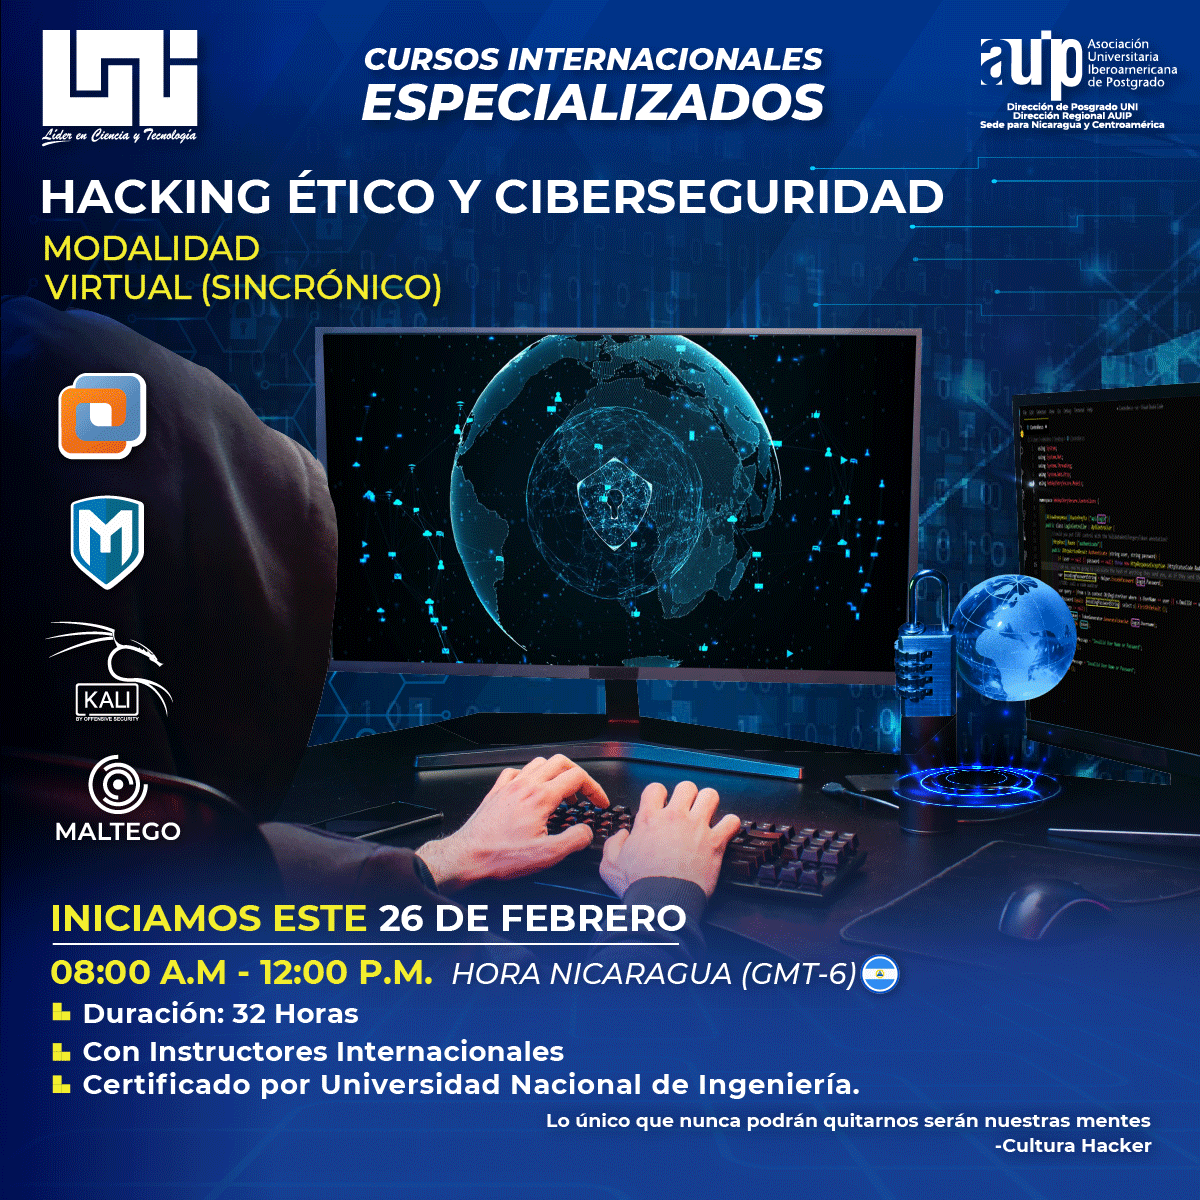 UNI
Líder en Ciencia y Tecnología
CURSOS INTERNACIONALES
ESPECIALIZADOS
auip
Asociación
Universitaria
Iberoamericana
de Postgrado
Dirección de Posgrado UNI
Dirección Regional AUIP
Sede para Nicaragua y Centroamérica
HACKING ÉTICO Y CIBERSEGURIDAD
MODALIDAD
VIRTUAL (SINCRÓNICO)
M
KALI
BY OFFENSIVE SECURITY
MALTEGO
INICIAMOS ESTE 26 DE FEBRERO
08:00 A.M - 12:00 P.M. HORA NICARAGUA (GMT-6)
Duración: 32 Horas
Con Instructores Internacionales
Certificado por Universidad Nacional de Ingeniería.
Lo único que nunca podrán quitarnos serán nuestras mentes
-Cultura Hacker